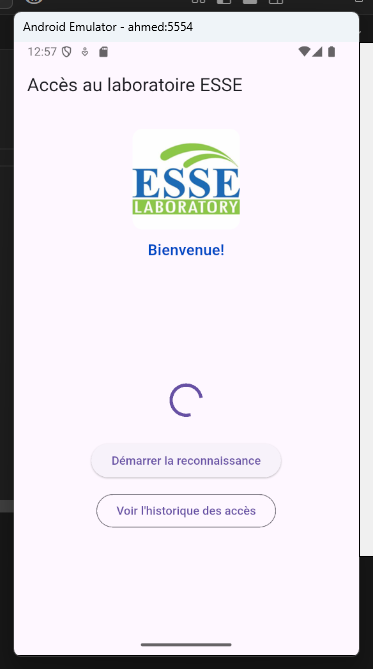 Android Emulator - ahmed:5554
12:57
Accès au laboratoire ESSE
ESSE
LABORATORY
Bienvenue!
Démarrer la reconnaissance
Voir l'historique des accès